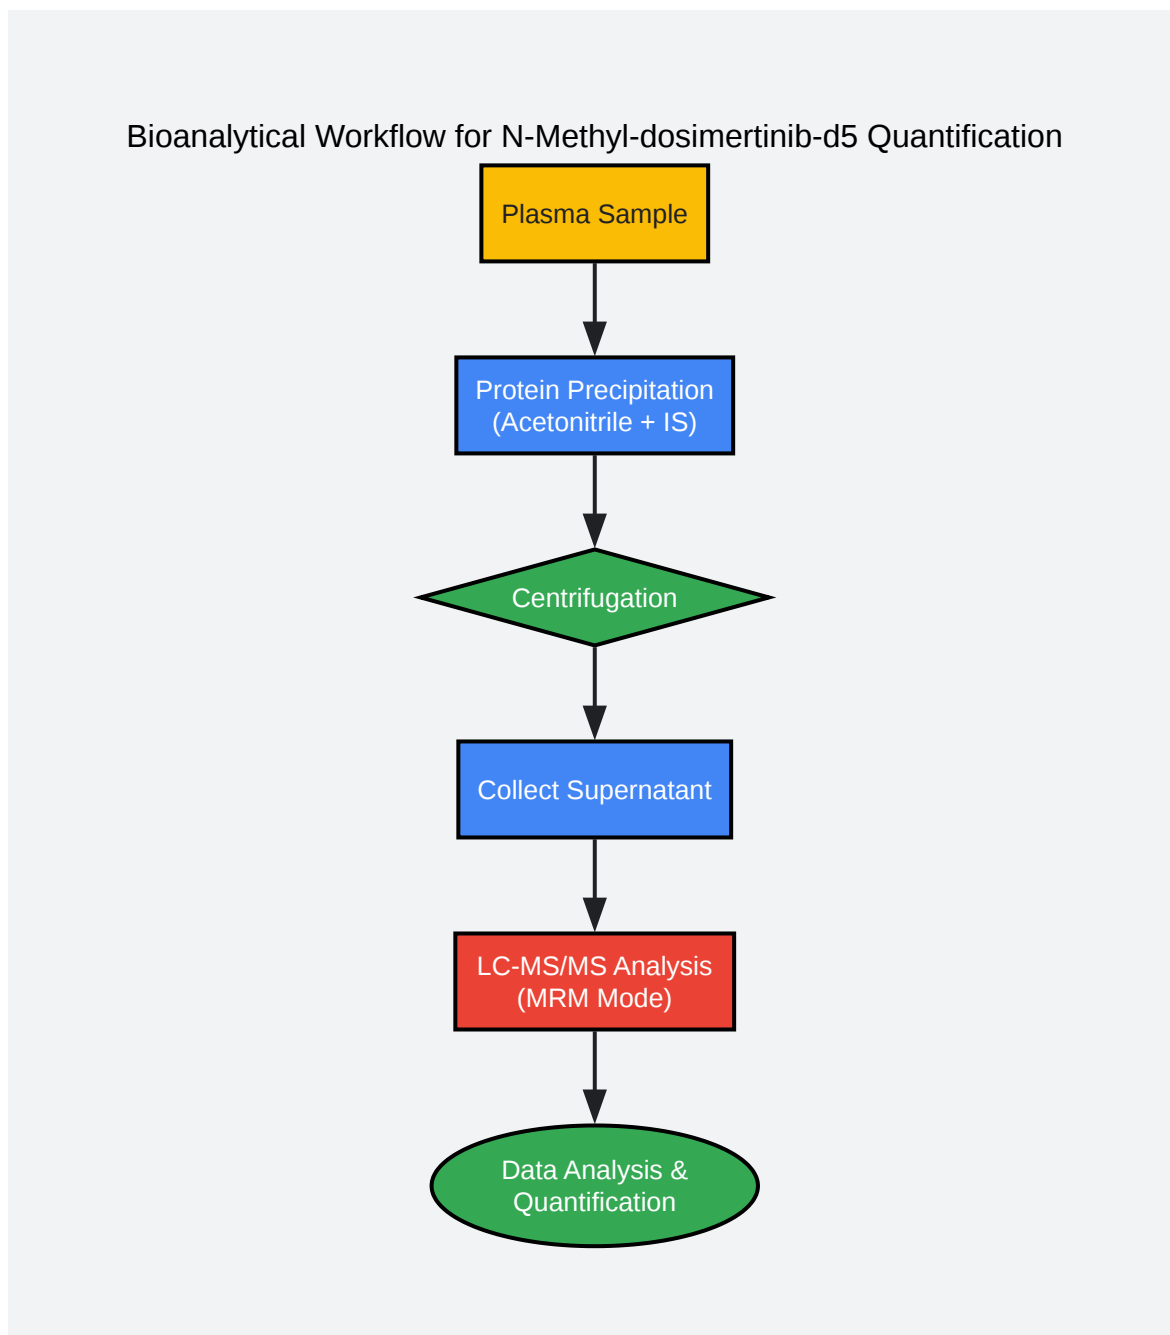 Bioanalytical Workflow for N-Methyl-dosimertinib-d5 Quantification
Plasma Sample
Protein Precipitation
(Acetonitrile + IS)
Centrifugation
Collect Supernatant
LC-MS/MS Analysis
(MRM Mode)
Data Analysis &
Quantification